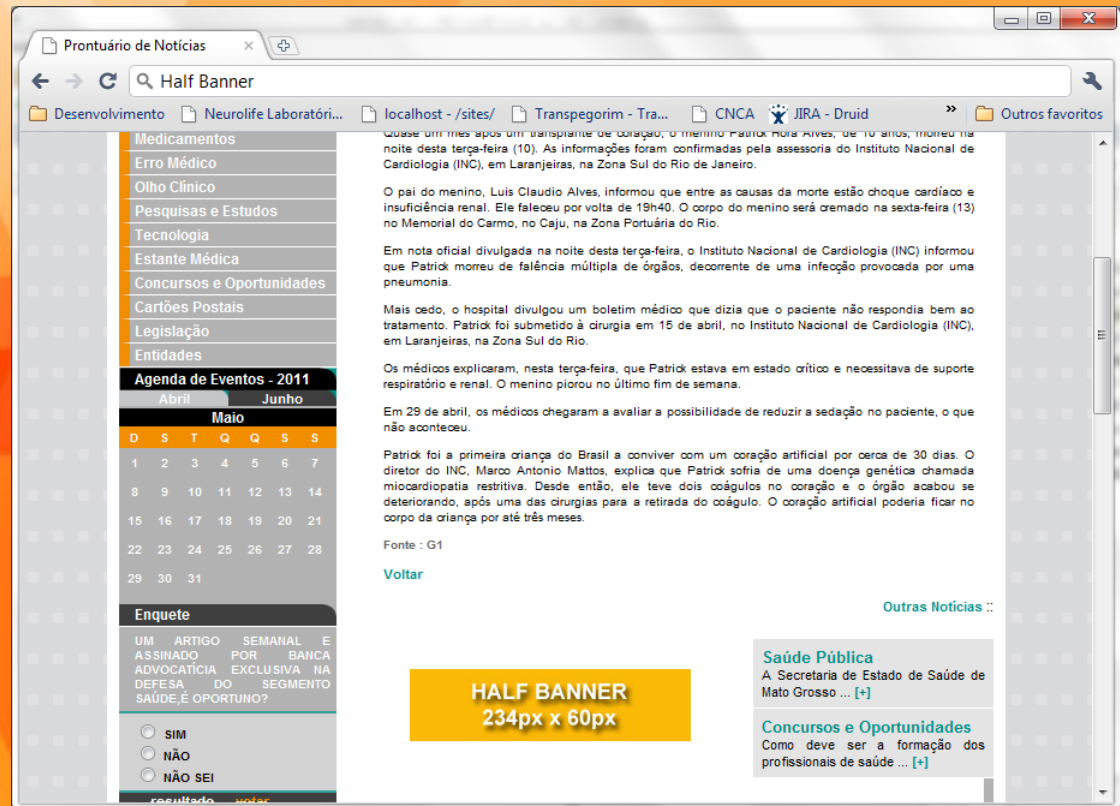 Prontuário de Notícias
Half Banner
Desenvolvimento
Neurolife Laboratóri...
localhost - /sites/
Transpegorim - Tra...
CNCA
JIRA - Druid
»
Outros favoritos
Medicamentos
Erro Médico
Olho Clínico
Pesquisas e Estudos
Tecnologia
Estante Médica
Concursos e Oportunidades
Cartões Postais
Legislação
Entidades
Agenda de Eventos - 2011
Abril Junho
Maio
D S T Q Q S S
1 2 3 4 5 6 7
8 9 10 11 12 13 14
15 16 17 18 19 20 21
22 23 24 25 26 27 28
29 30 31
Enquete
UM ARTIGO SEMANAL E
ASSINADO POR BANCA
ADVOCATÍCIA EXCLUSIVA NA
DEFESA DO SEGMENTO
SAÚDE,É OPORTUNO?
SIM
NÃO
NÃO SEI
resultado votar
Quase um mês após um transplante de coração, o menino Patrick Hora Alves, de 10 anos, morreu na
noite desta terça-feira (10). As informações foram confirmadas pela assessoria do Instituto Nacional de
Cardiologia (INC), em Laranjeiras, na Zona Sul do Rio de Janeiro.
O pai do menino, Luis Claudio Alves, informou que entre as causas da morte estão choque cardíaco e
insuficiência renal. Ele faleceu por volta de 19h40. O corpo do menino será cremado na sexta-feira (13)
no Memorial do Carmo, no Caju, na Zona Portuária do Rio.
Em nota oficial divulgada na noite desta terça-feira, o Instituto Nacional de Cardiologia (INC) informou
que Patrick morreu de falência múltipla de órgãos, decorrente de uma infecção provocada por uma
pneumonia.
Mais cedo, o hospital divulgou um boletim médico que dizia que o paciente não respondia bem ao
tratamento. Patrick foi submetido à cirurgia em 15 de abril, no Instituto Nacional de Cardiologia (INC),
em Laranjeiras, na Zona Sul do Rio.
Os médicos explicaram, nesta terça-feira, que Patrick estava em estado crítico e necessitava de suporte
respiratório e renal. O menino piorou no último fim de semana.
Em 29 de abril, os médicos chegaram a avaliar a possibilidade de reduzir a sedação no paciente, o que
não aconteceu.
Patrick foi a primeira criança do Brasil a conviver com um coração artificial por cerca de 30 dias. O
diretor do INC, Marco Antonio Mattos, explica que Patrick sofria de uma doença genética chamada
miocardiopatia restritiva. Desde então, ele teve dois coágulos no coração e o órgão acabou se
deteriorando, após uma das cirurgias para a retirada do coágulo. O coração artificial poderia ficar no
corpo da criança por até três meses.
Fonte : G1
Voltar
Outras Notícias ::
HALF BANNER
234px x 60px
Saúde Pública
A Secretaria de Estado de Saúde de
Mato Grosso ... [+]
Concursos e Oportunidades
Como deve ser a formação dos
profissionais de saúde ... [+]